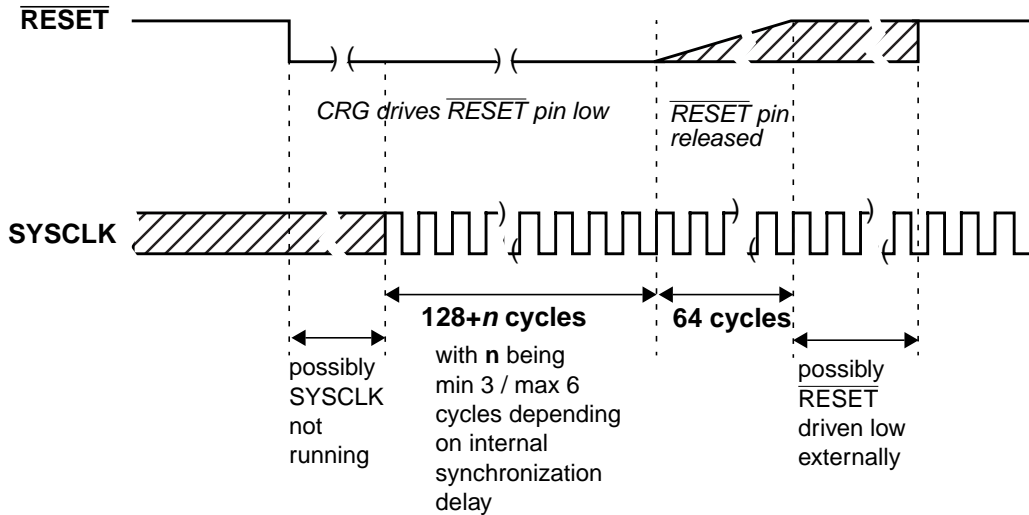 RESET
CRG drives RESET pin low
RESET pin
released
SYSCLK
128+n cycles
64 cycles
possibly
SYSCLK
not
running
with n being
min 3 / max 6
cycles depending
on internal
synchronization
delay
possibly
RESET
driven low
externally